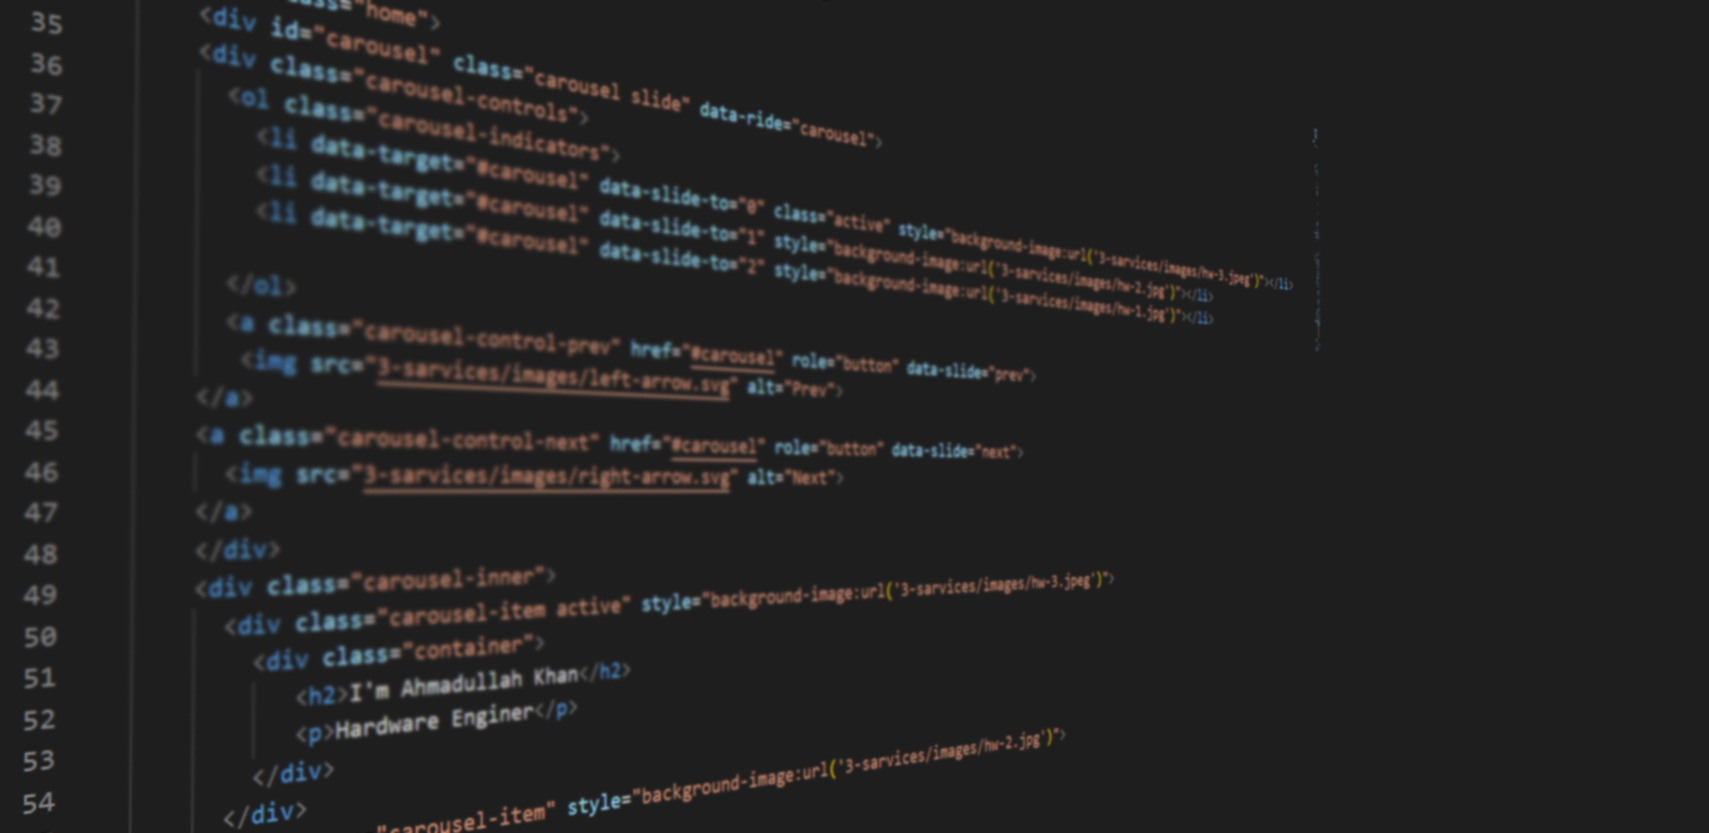 35 class="home">
36 <div id="carousel" class="carousel slide" data-ride="carousel">
37 <div class="carousel-controls">
38 <ol class="carousel-indicators">
39 <li data-target="#carousel" data-slide-to="0" class="active" style="background-image:url('3-sarvices/images/hw-3.jpeg')"></li>
40 <li data-target="#carousel" data-slide-to="1" style="background-image:url('3-sarvices/images/hw-2.jpg')"></li>
41 <li data-target="#carousel" data-slide-to="2" style="background-image:url('3-sarvices/images/hw-1.jpg')"></li>
42 </ol>
43 <a class="carousel-control-prev" href="#carousel" role="button" data-slide="prev">
44 <img src="3-sarvices/images/left-arrow.svg" alt="Prev">
45 </a>
46 <a class="carousel-control-next" href="#carousel" role="button" data-slide="next">
47 <img src="3-sarvices/images/right-arrow.svg" alt="Next">
48 </a>
49 </div>
50 <div class="carousel-inner">
51 <div class="carousel-item active" style="background-image:url('3-sarvices/images/hw-3.jpeg')">
52 <div class="container">
53 <h2>I'm Ahmadullah Khan</h2>
54 <p>Hardware Enginer</p>
</div>
</div>
"carousel-item" style="background-image:url('3-sarvices/images/hw-2.jpg')">